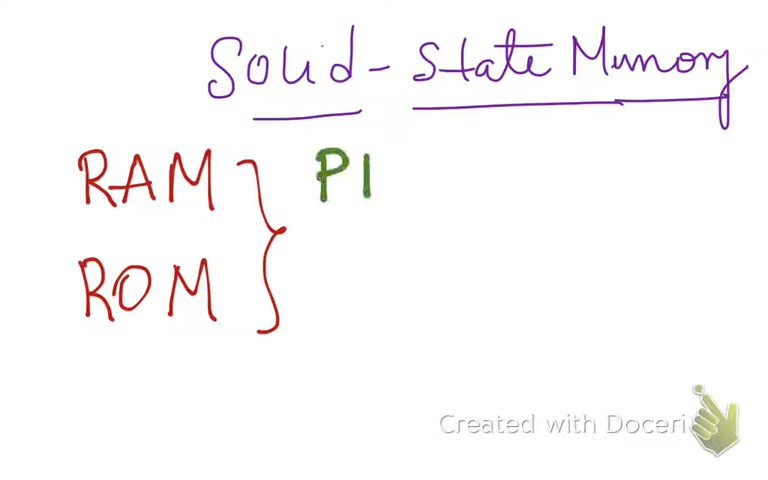 Solid-State Memory
RAM
PI
ROM
Created with Doceri